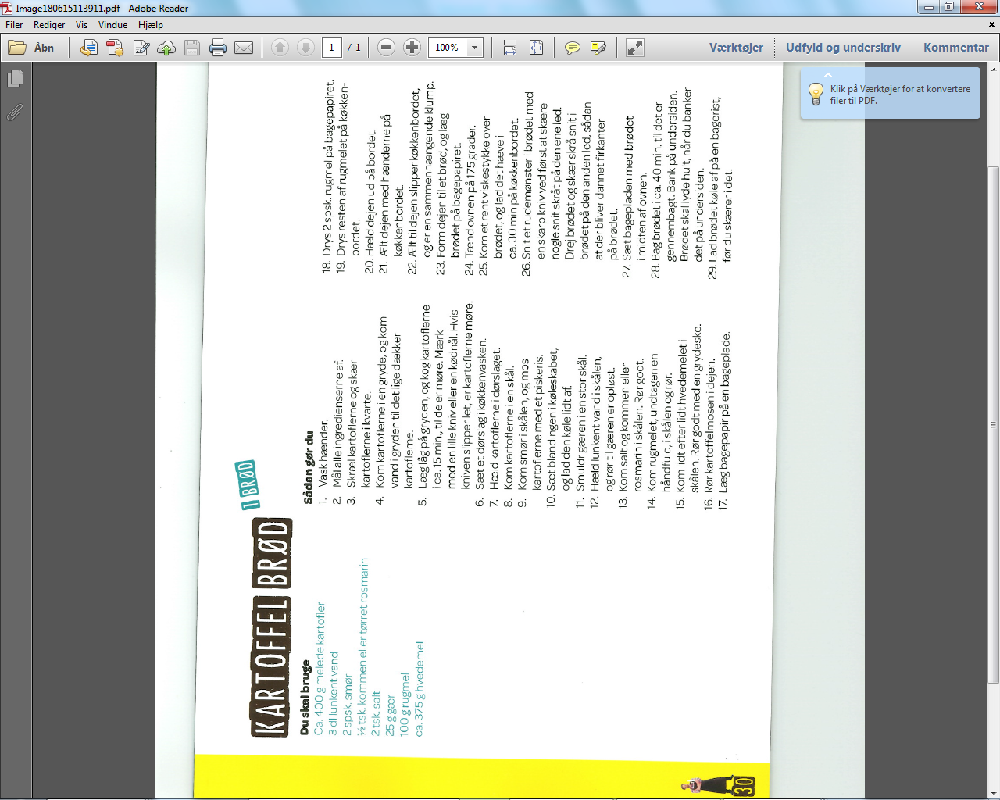 Image180615113911.pdf - Adobe Reader
Filer Rediger Vis Vindue Hjælp
Åbn 1 / 1 100% Værktøjer Udfyld og underskriv Kommentar
Klik på Værktøjer for at konvertere
filer til PDF.
KARTOFFEL BRØD
1 BRØD
Du skal bruge
Ca. 400 g melede kartofler
3 dl lunkent vand
2 spsk. smør
½ tsk. kommen eller tørret rosmarin
2 tsk. salt
25 g gær
100 g rugmel
ca. 375 g hvedemel
Sådan gør du
1. Vask hænder.
2. Mål alle ingredienserne af.
3. Skræl kartoflerne og skær
kartoflerne i kvarte.
4. Kom kartoflerne i en gryde, og kom
vand i gryden til det lige dækker
kartoflerne.
5. Læg låg på gryden, og kog kartoflerne
i ca. 15 min., til de er møre. Mærk
med en lille kniv eller en kødnål. Hvis
kniven slipper let, er kartoflerne møre.
6. Sæt et dørslag i køkkenvasken.
7. Hæld kartoflerne i dørslaget.
8. Kom kartoflerne i en skål.
9. Kom smør i skålen, og mos
kartoflerne med et piskeris.
10. Sæt blandingen i køleskabet,
og lad den køle lidt af.
11. Smuldr gæren i en stor skål.
12. Hæld lunkent vand i skålen,
og rør til gæren er opløst.
13. Kom salt og kommen eller
rosmarin i skålen. Rør godt.
14. Kom rugmelet, undtagen en
håndfuld, i skålen og rør.
15. Kom lidt efter lidt hvedemelet i
skålen. Rør godt med en grydeske.
16. Rør kartoffelmosen i dejen.
17. Læg bagepapir på en bageplade.
18. Drys 2 spsk. rugmel på bagepapiret.
19. Drys resten af rugmelet på køkken-
bordet.
20. Hæld dejen ud på bordet.
21. Ælt dejen med hænderne på
køkkenbordet.
22. Ælt til dejen slipper køkkenbordet,
og er en sammenhængende klump.
23. Form dejen til et brød, og læg
brødet på bagepapiret.
24. Tænd ovnen på 175 grader.
25. Kom et rent viskestykke over
brødet, og lad det hæve i
ca. 30 min på køkkenbordet.
26. Snit et rudemønster i brødet med
en skarp kniv ved først at skære
nogle snit skråt på den ene led.
Drej brødet og skær skrå snit i
brødet på den anden led, sådan
at der bliver dannet firkanter
på brødet.
27. Sæt bagepladen med brødet
i midten af ovnen.
28. Bag brødet i ca. 40 min. til det er
gennembagt. Bank på undersiden.
Brødet skal lyde hult, når du banker
det på undersiden.
29. Lad brødet køle af på en bagerist,
før du skærer i det.
30